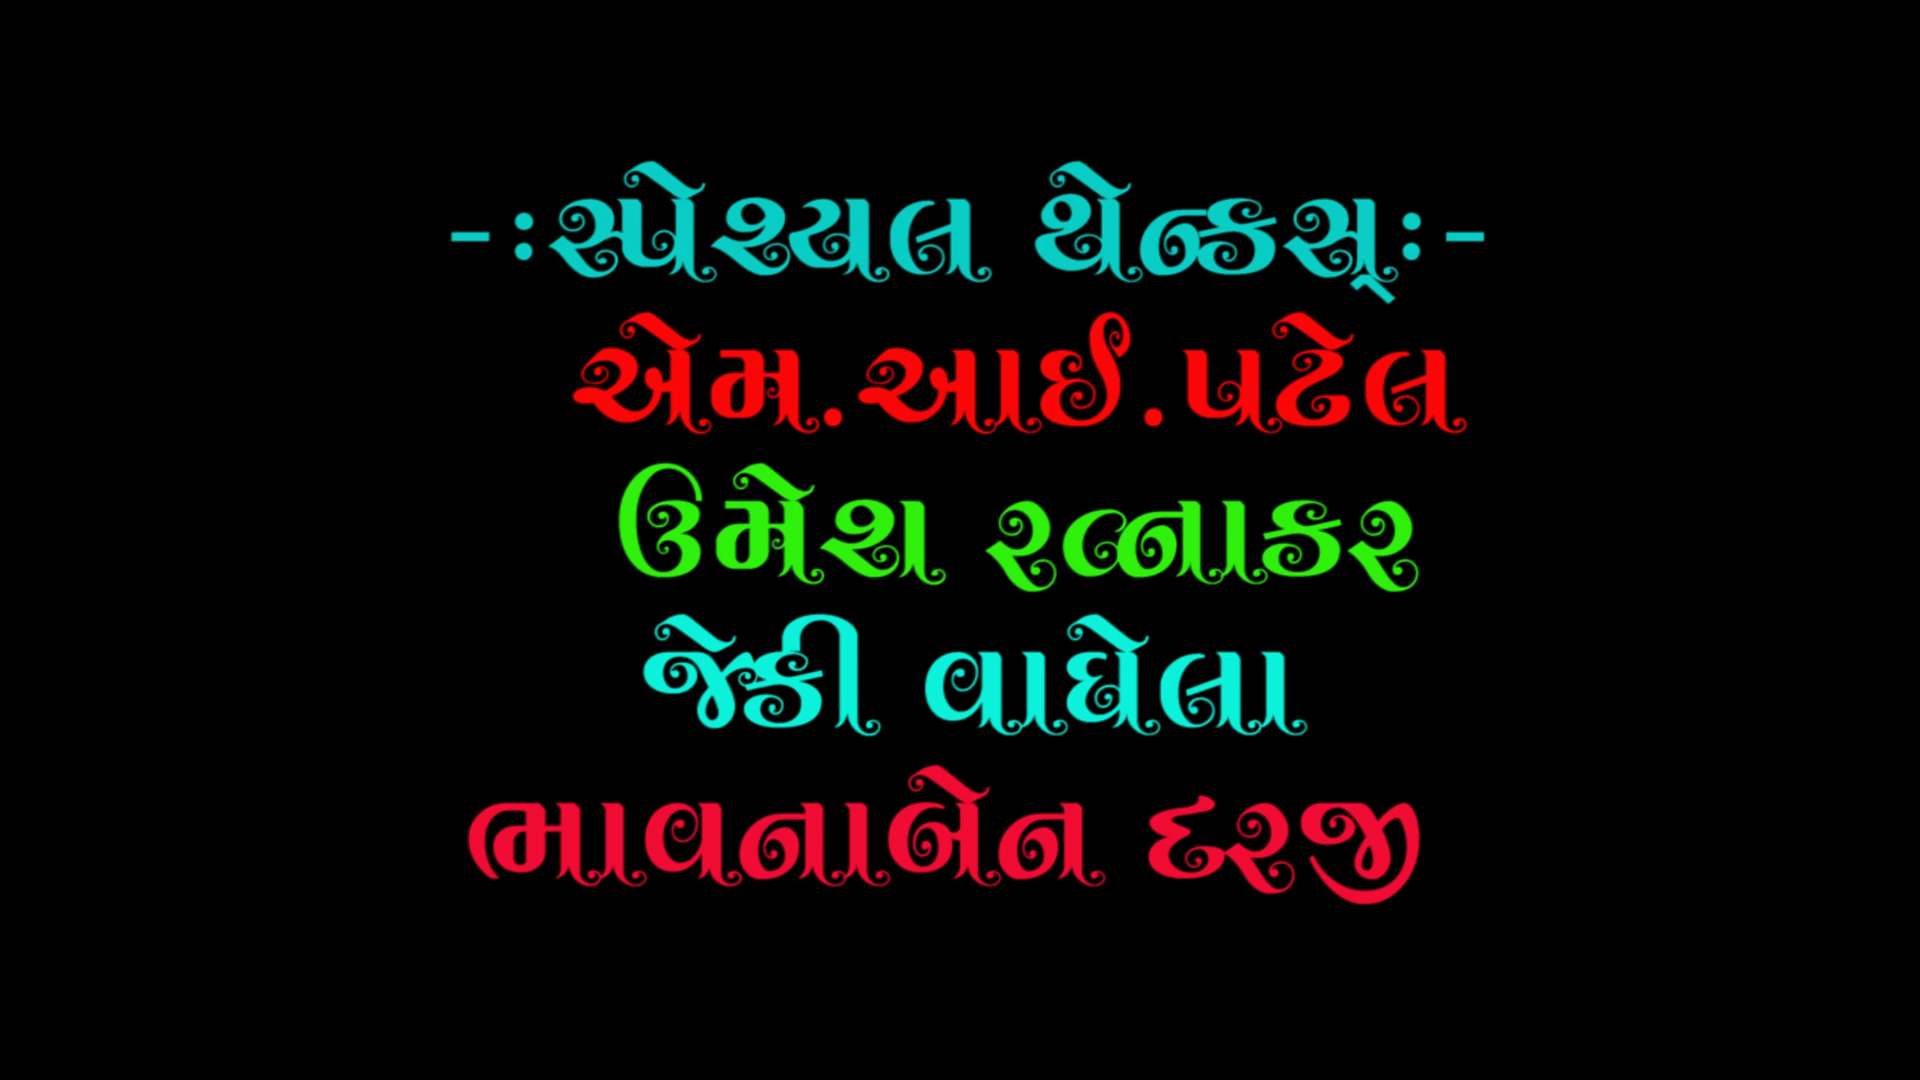 -ઃસ્પેશ્યલ થેન્ક્સ્ઃ-
એમ.આઈ.પટેલ
ઉમેશ રત્નાકર
જેક્કી વાઘેલા
ભાવનાબેન દરજી